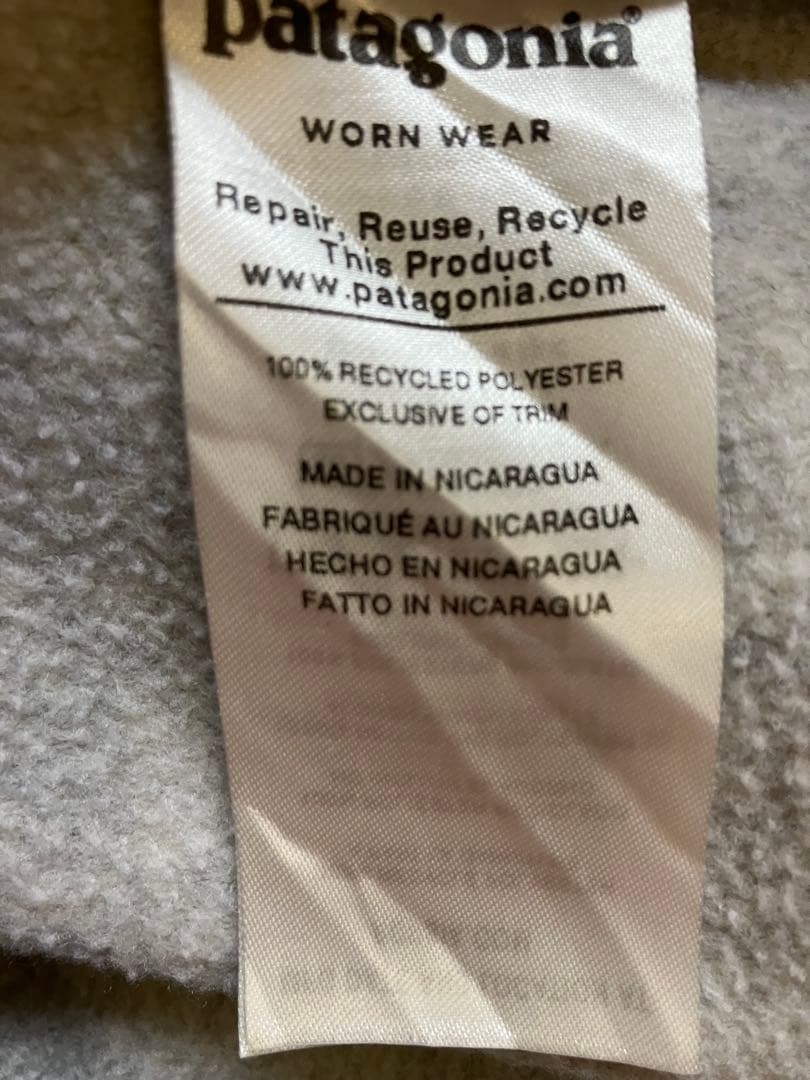 patagonia®
WORN WEAR
Repair, Reuse, Recycle
This Product
www.patagonia.com
100% RECYCLED POLYESTER
EXCLUSIVE OF TRIM
MADE IN NICARAGUA
FABRIQUÉ AU NICARAGUA
HECHO EN NICARAGUA
FATTO IN NICARAGUA